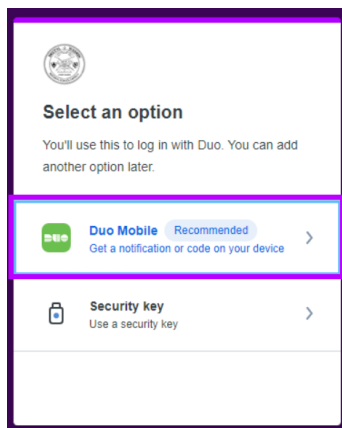 Select an option
You'll use this to log in with Duo. You can add
another option later.
DUO
Duo Mobile Recommended
Get a notification or code on your device
Security key
Use a security key